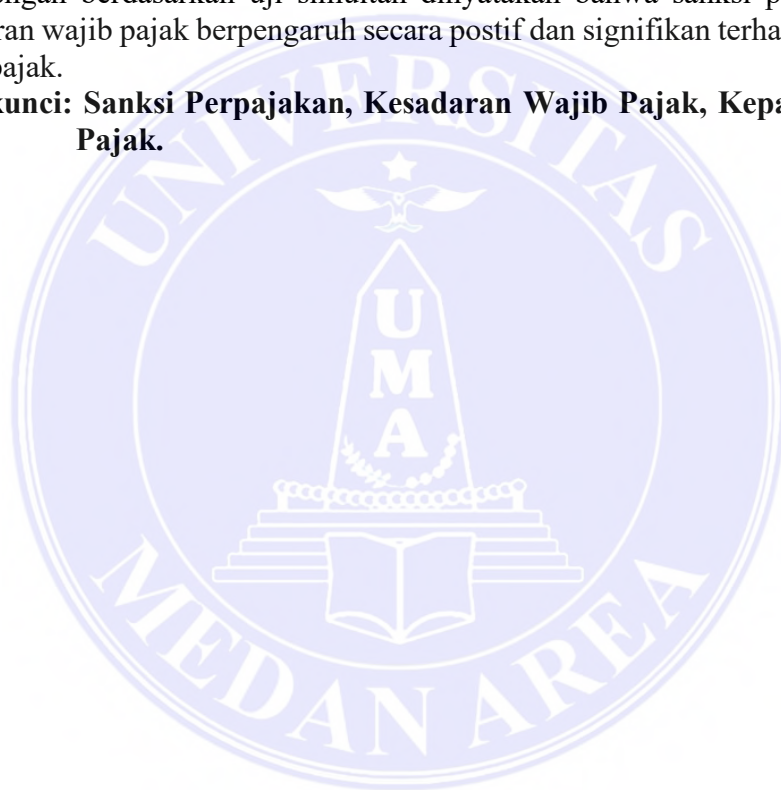 ngan berdasarkan uji simultan dinyatakan bahwa sanksi p
ran wajib pajak berpengaruh secara postif dan signifikan terha
pajak.
kunci: Sanksi Perpajakan, Kesadaran Wajib Pajak, Kepa
Pajak.
UNIVERSITAS
U
M
A
MEDAN AREA